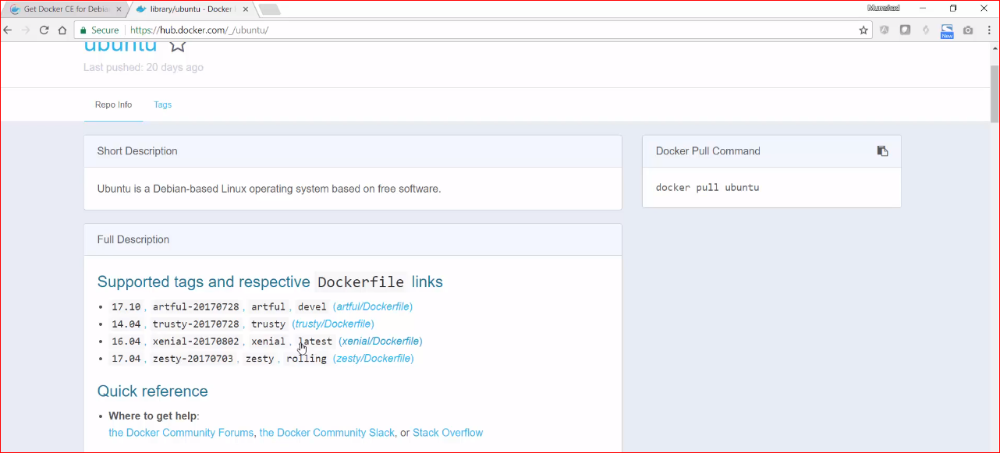 Get Docker CE for Debia
library/ubuntu - Docker
Mumshad
Secure
https://hub.docker.com/_/ubuntu/
New
ubuntu
Last pushed: 20 days ago
Repo Info Tags
Short Description
Ubuntu is a Debian-based Linux operating system based on free software.
Docker Pull Command
docker pull ubuntu
Full Description
Supported tags and respective Dockerfile links
• 17.10 , artful-20170728 , artful , devel (artful/Dockerfile)
• 14.04 , trusty-20170728 , trusty (trusty/Dockerfile)
• 16.04 , xenial-20170802 , xenial , latest (xenial/Dockerfile)
• 17.04 , zesty-20170703 , zesty , rolling (zesty/Dockerfile)
Quick reference
• Where to get help:
the Docker Community Forums, the Docker Community Slack, or Stack Overflow